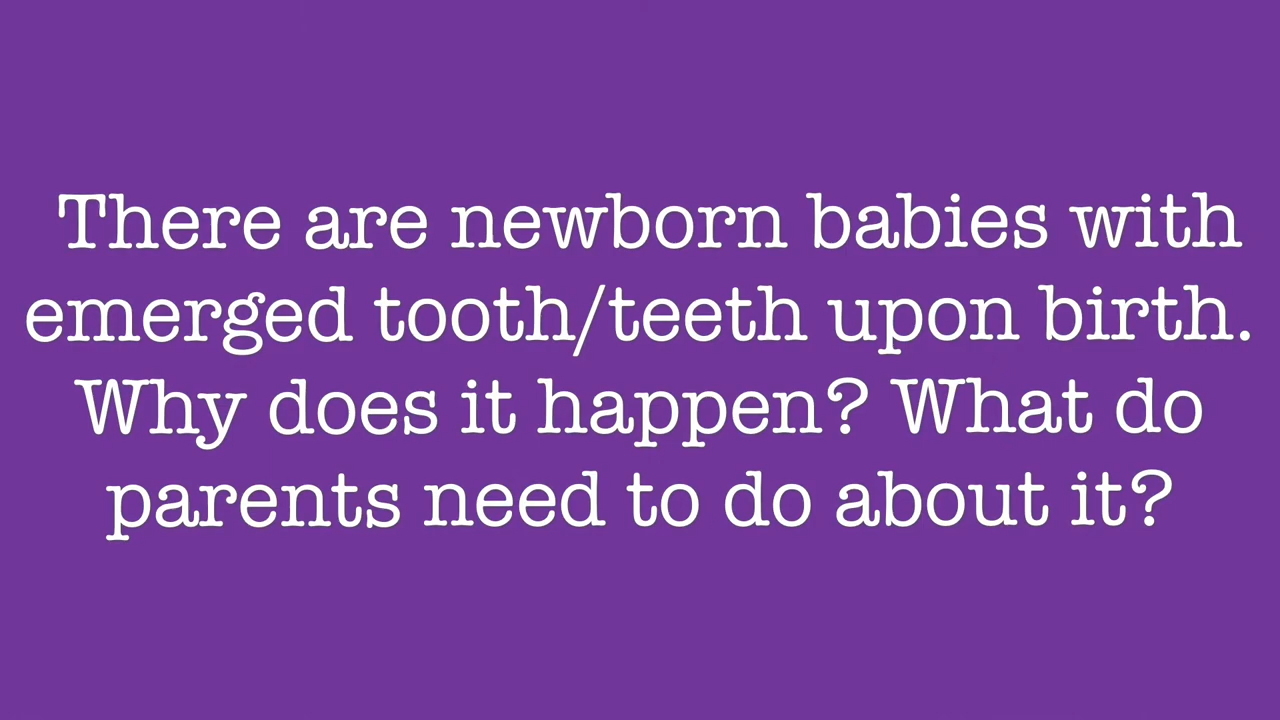 There are newborn babies with
emerged tooth/teeth upon birth.
Why does it happen? What do
parents need to do about it?